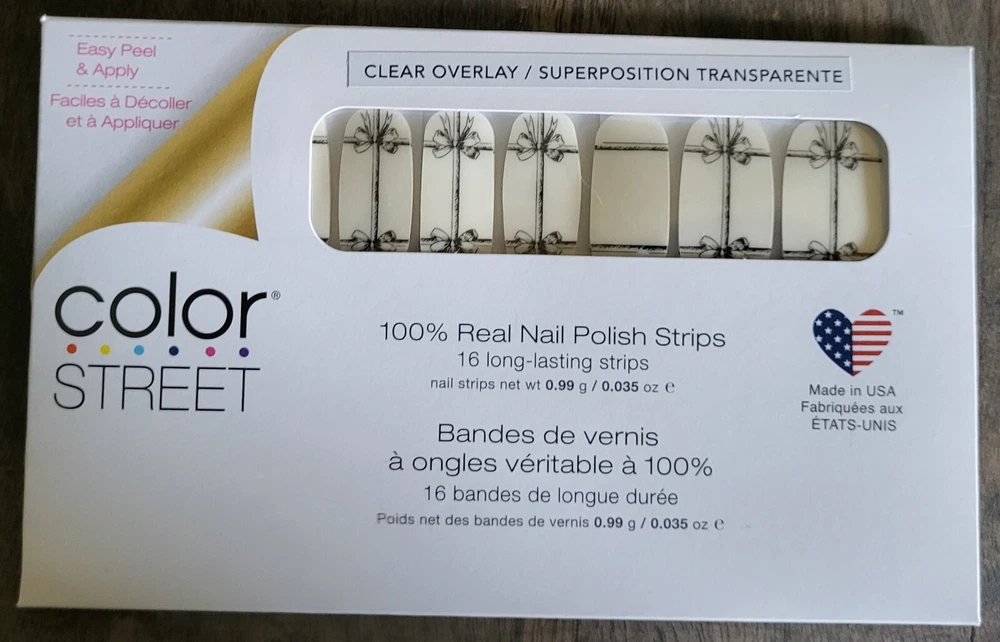 Easy Peel
& Apply
Faciles à Décoller
et à Appliquer
CLEAR OVERLAY / SUPERPOSITION TRANSPARENTE
color®
STREET
100% Real Nail Polish Strips
16 long-lasting strips
nail strips net wt 0.99 g / 0.035 oz ℮
Bandes de vernis
à ongles véritable à 100%
16 bandes de longue durée
Poids net des bandes de vernis 0.99 g / 0.035 oz ℮
TM
Made in USA
Fabriquées aux
ÉTATS-UNIS